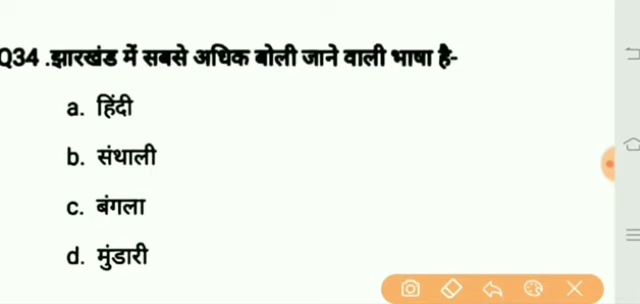 Q34 .झारखंड में सबसे अधिक बोली जाने वाली भाषा है-
a. हिंदी
b. संथाली
c. बंगला
d. मुंडारी